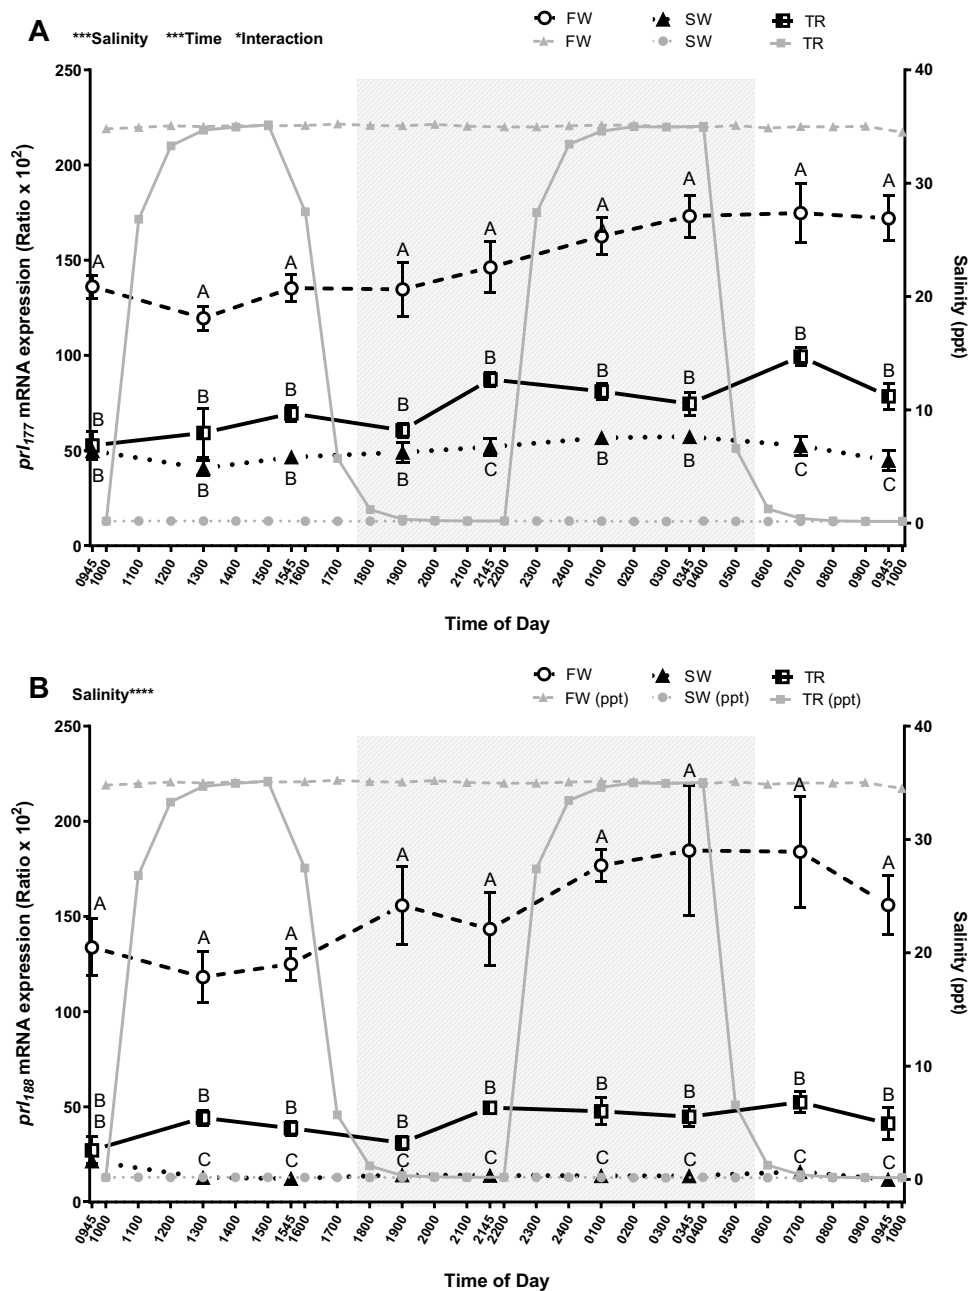 A
***Salinity ***Time *Interaction
FW SW TR
FW SW TR
250 40
200
30
150
20
100
10
50
0
0
A A A A A A A A A
B B B B B B B B B
B B B B C B B C C
prl177 mRNA expression (Ratio x 10²)
Salinity (ppt)
0945 1000 1100 1200 1300 1400 1500 1545 1600 1700 1800 1900 2000 2100 2145 2200 2300 2400 0100 0200 0300 0345 0400 0500 0600 0700 0800 0900 0945 1000
Time of Day
B
Salinity****
FW SW TR
FW (ppt) SW (ppt) TR (ppt)
250 40
200
30
150
20
100
10
50
0
0
A A A A A A A A A
B B B B B B B B B
B C C C C C C C C
prl188 mRNA expression (Ratio x 10²)
Salinity (ppt)
0945 1000 1100 1200 1300 1400 1500 1545 1600 1700 1800 1900 2000 2100 2145 2200 2300 2400 0100 0200 0300 0345 0400 0500 0600 0700 0800 0900 0945 1000
Time of Day